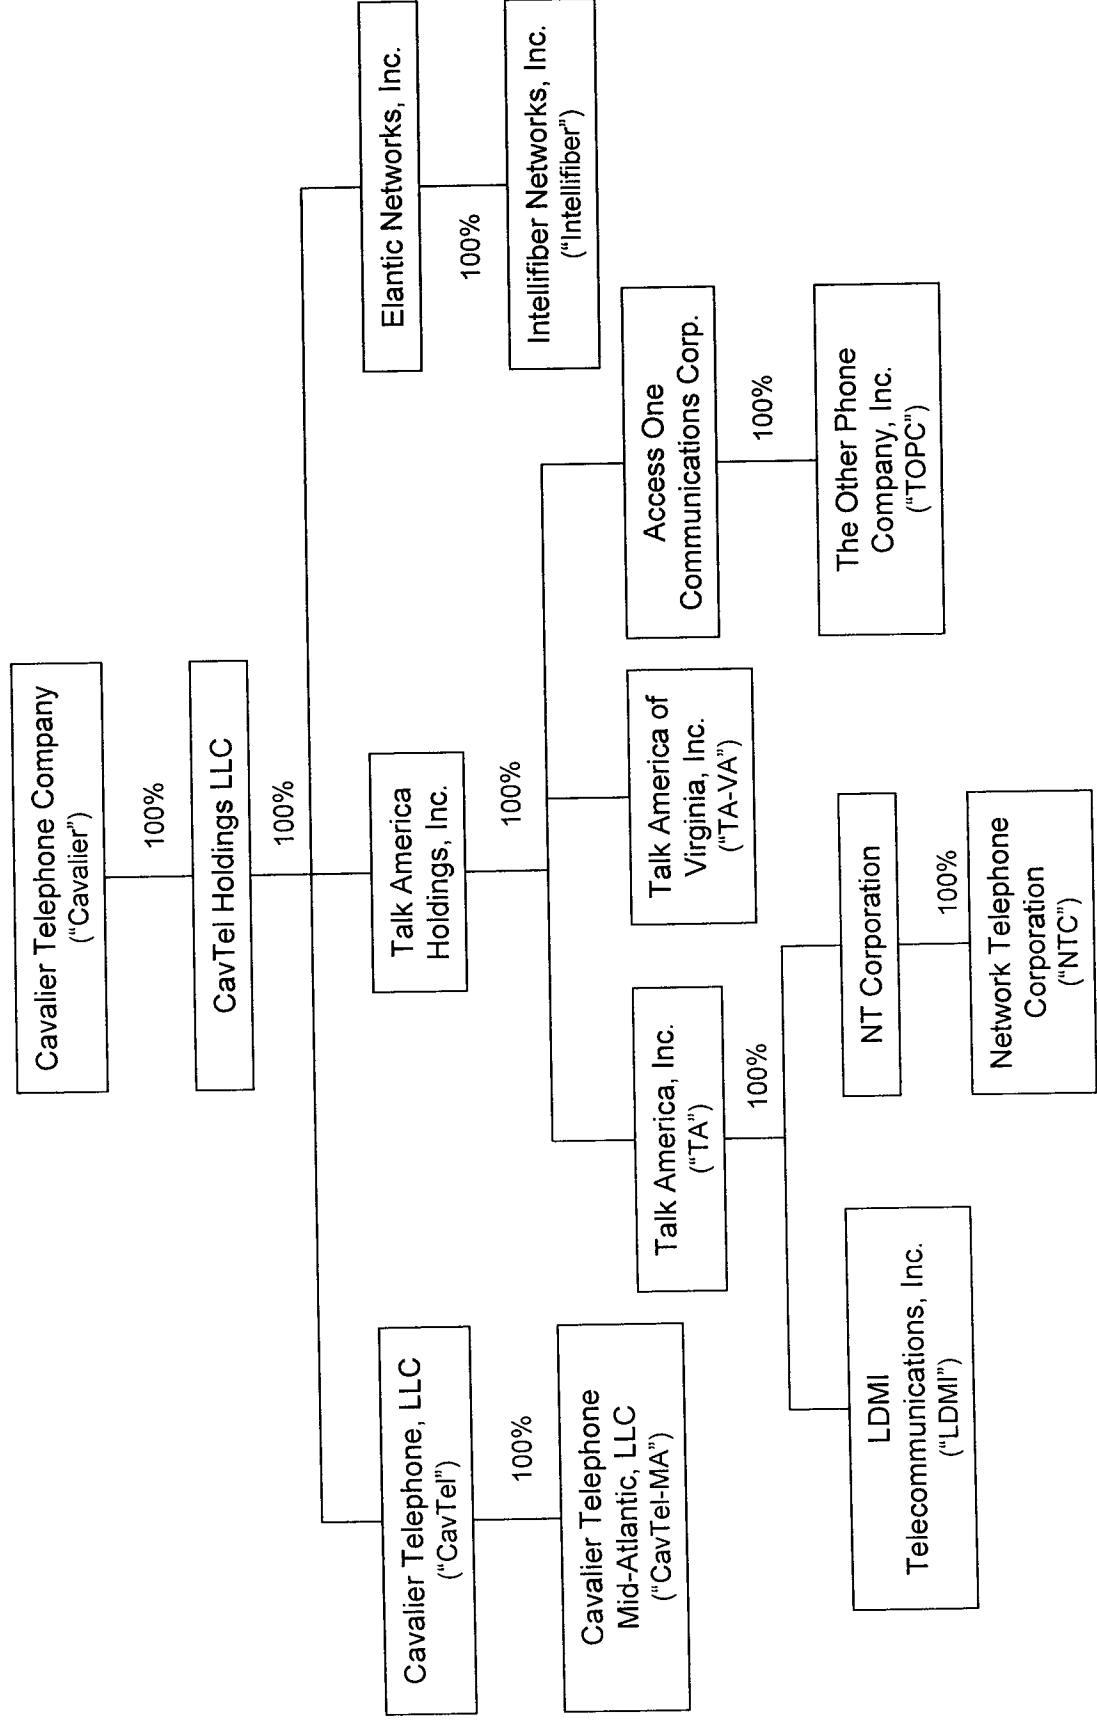 Cavalier Telephone Company
(“Cavalier”)
100%
CavTel Holdings LLC
100%
Cavalier Telephone, LLC
(“CavTel”)
100%
Cavalier Telephone
Mid-Atlantic, LLC
(“CavTel-MA”)
Talk America
Holdings, Inc.
100%
Talk America, Inc.
(“TA”)
100%
LDMI
Telecommunications, Inc.
(“LDMI”)
NT Corporation
100%
Network Telephone
Corporation
(“NTC”)
Talk America of
Virginia, Inc.
(“TA-VA”)
Access One
Communications Corp.
100%
The Other Phone
Company, Inc.
(“TOPC”)
Elantic Networks, Inc.
100%
Intellifiber Networks, Inc.
(“Intellifiber”)